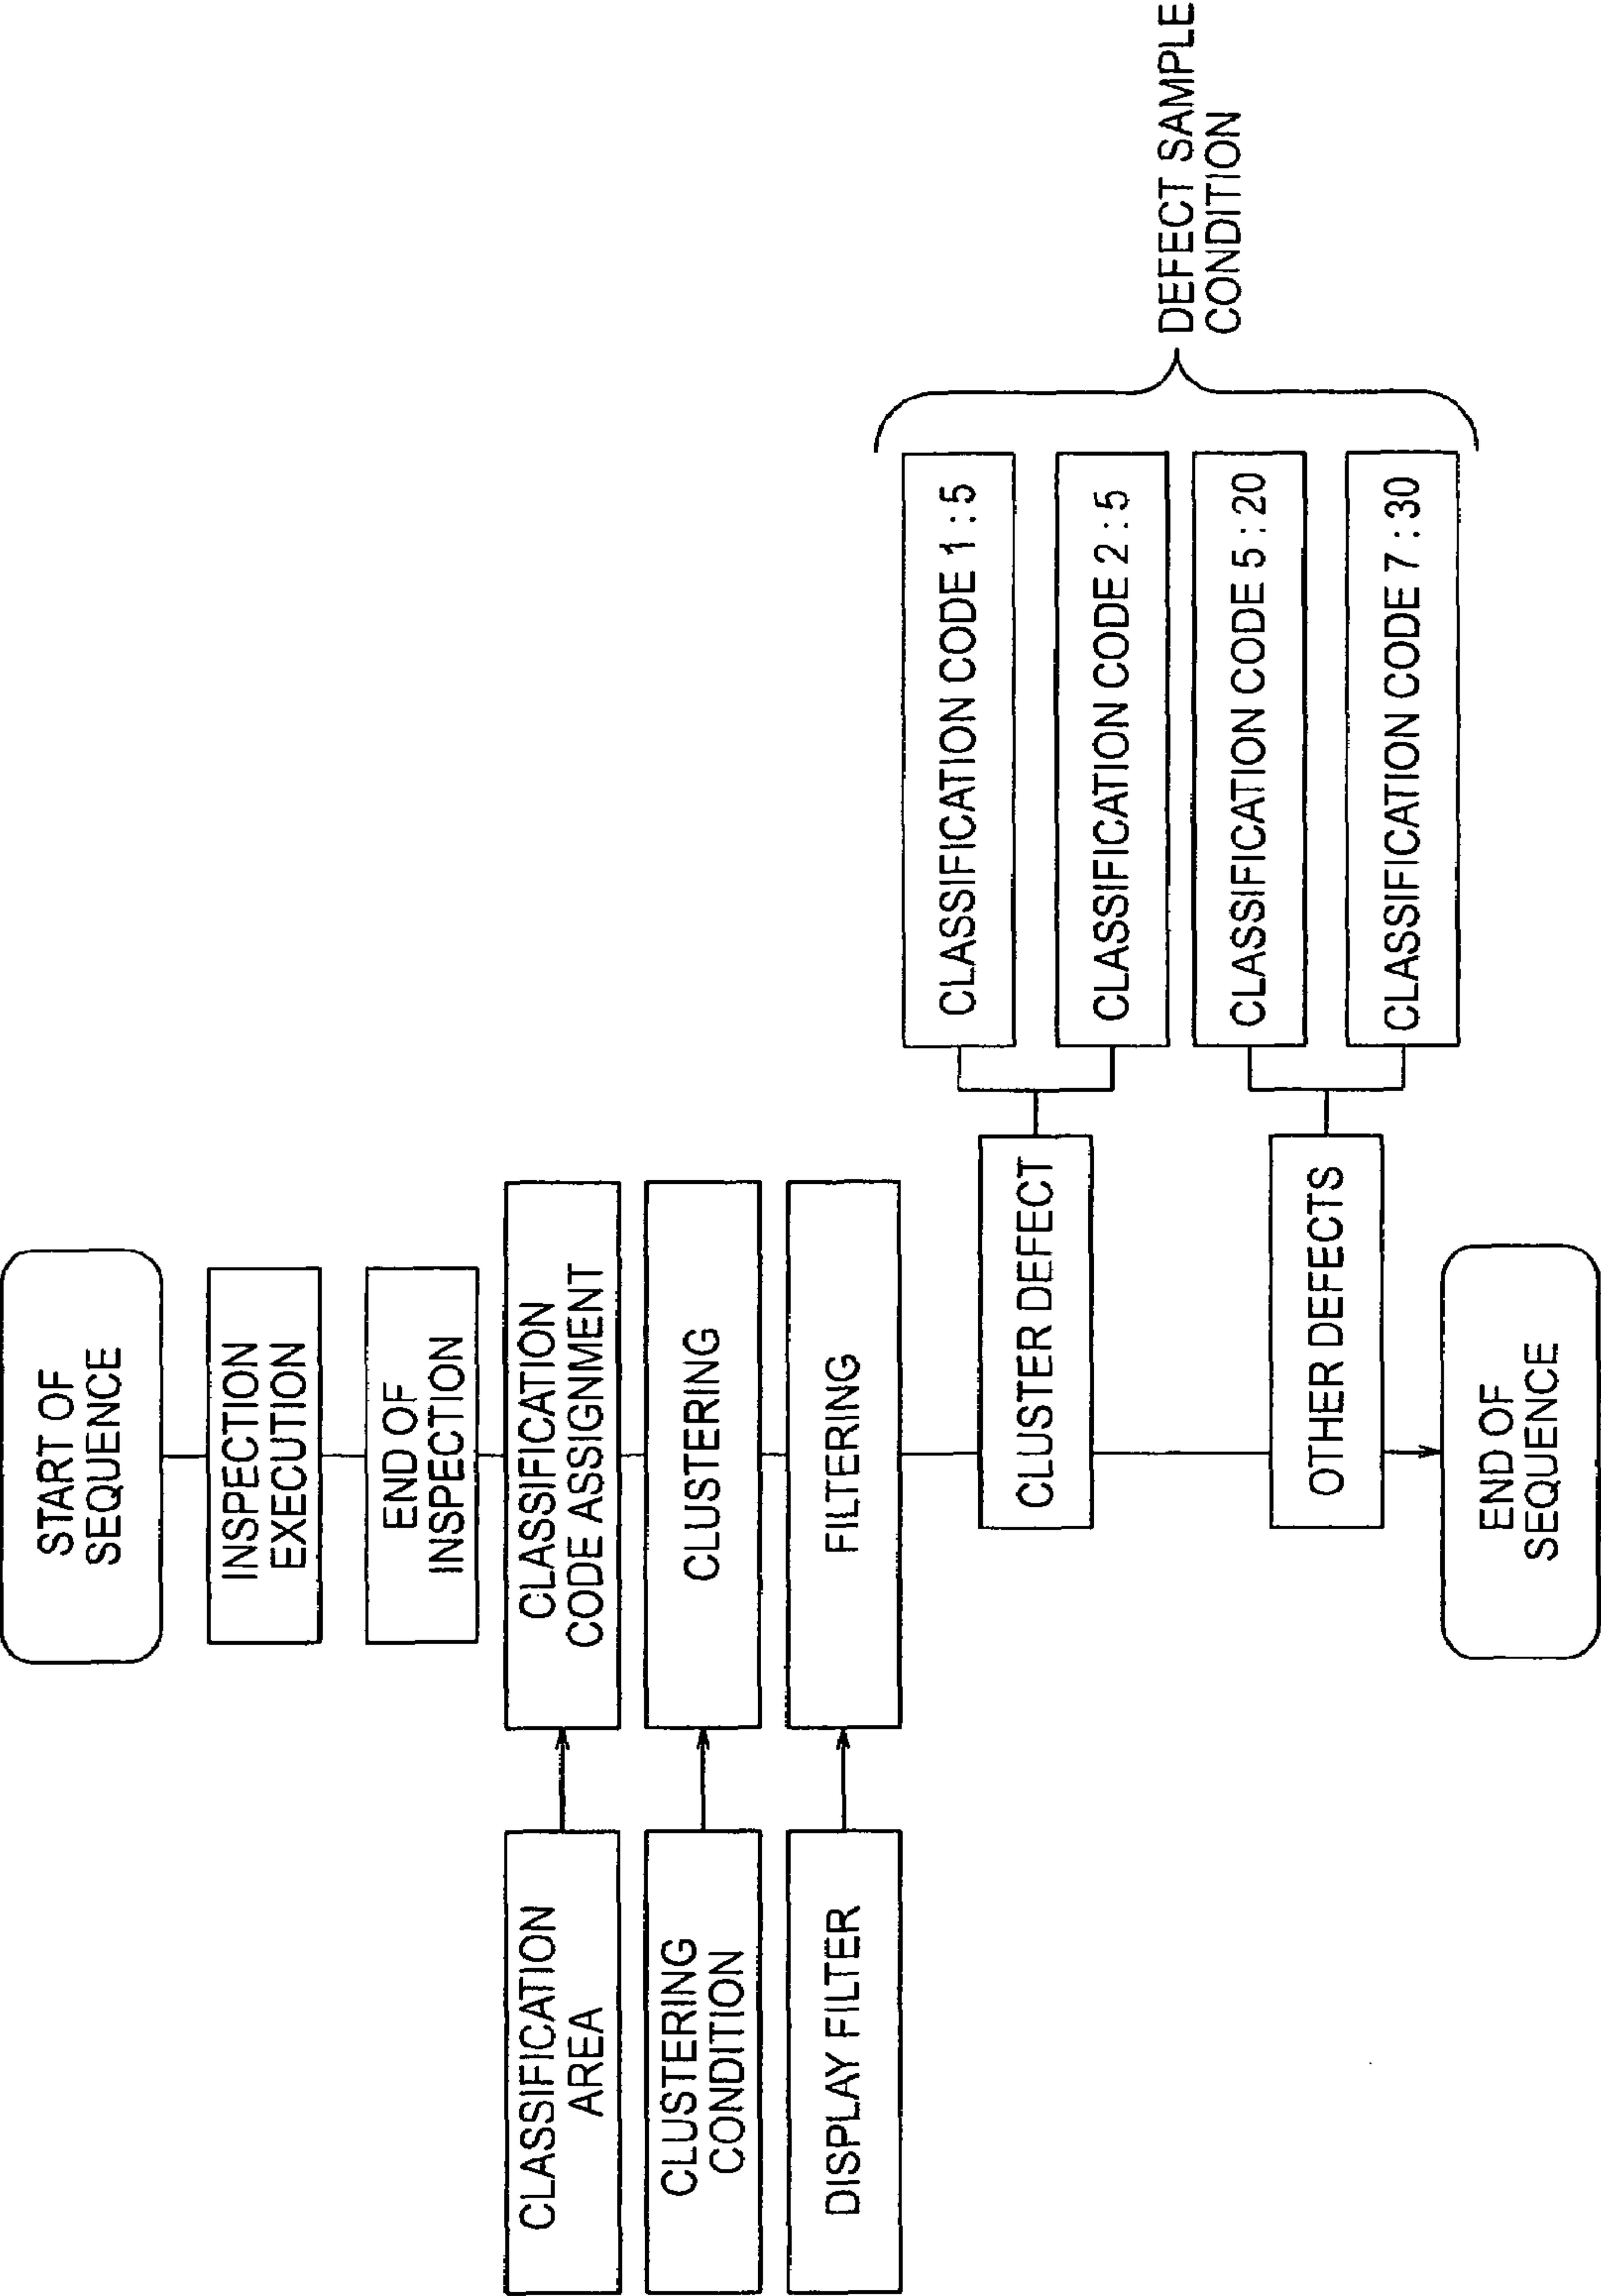 START OF
SEQUENCE
INSPECTION
EXECUTION
END OF
INSPECTION
CLASSIFICATION
AREA
CLASSIFICATION
CODE ASSIGNMENT
CLUSTERING
CONDITION
CLUSTERING
DISPLAY FILTER
FILTERING
CLUSTER DEFECT
CLASSIFICATION CODE 1 : 5
CLASSIFICATION CODE 2 : 5
OTHER DEFECTS
CLASSIFICATION CODE 5 : 20
CLASSIFICATION CODE 7 : 30
DEFECT SAMPLE
CONDITION
END OF
SEQUENCE